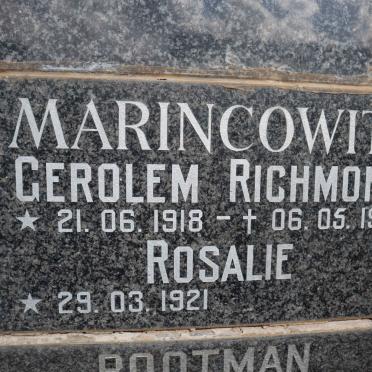 MARINCOWIT
GEROLEM RICHMON
★ 21.06.1918 - † 06.05.19
ROSALIE
★ 29.03.1921
ROOTMAN